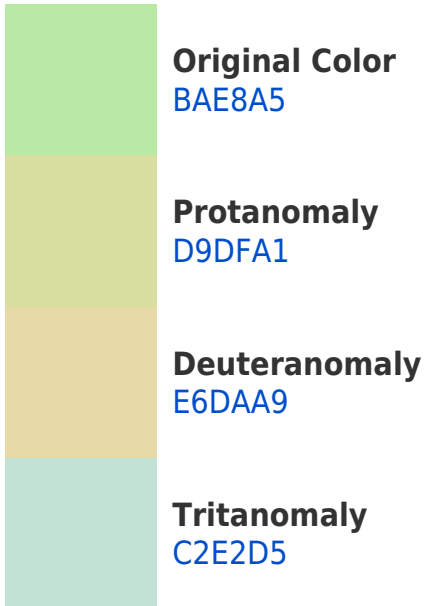 Original Color
BAE8A5
Protanomaly
D9DFA1
Deuteranomaly
E6DAA9
Tritanomaly
C2E2D5